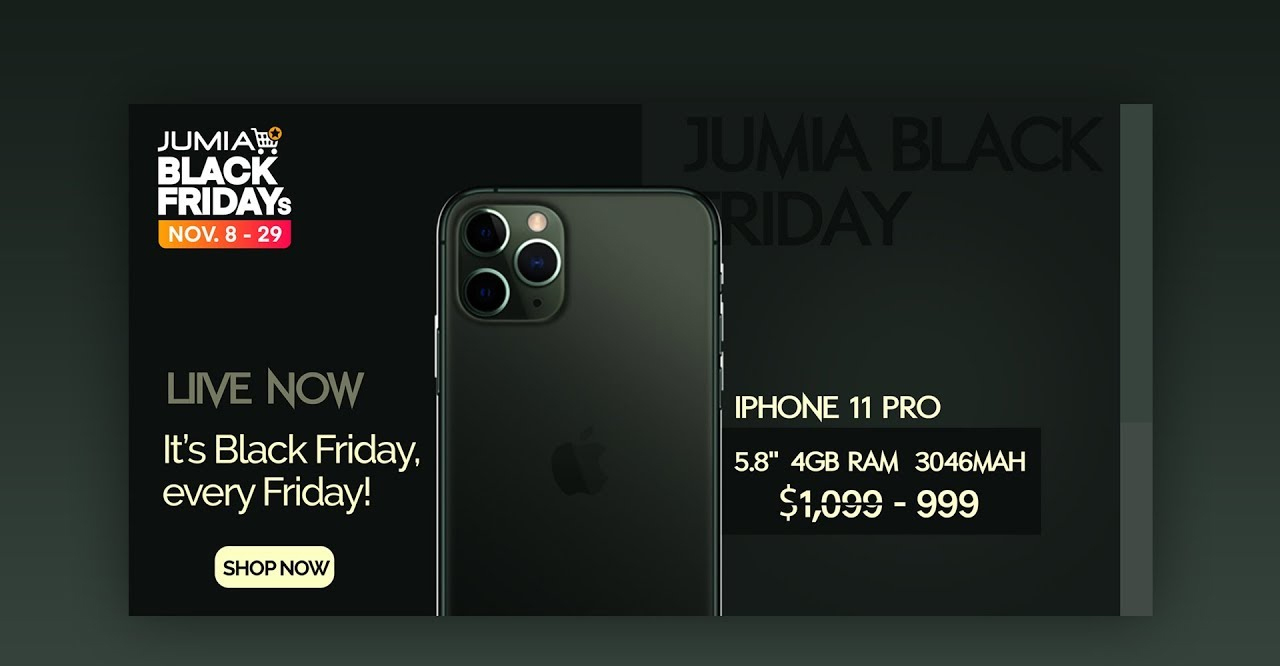 JUMIA
BLACK
FRIDAYs
NOV. 8 - 29
JUMIA BLACK
FRIDAY
LIIVE NOW
It's Black Friday,
every Friday!
SHOP NOW
IPHONE 11 PRO
5.8" 4GB RAM 3046MAH
$1,099 - 999